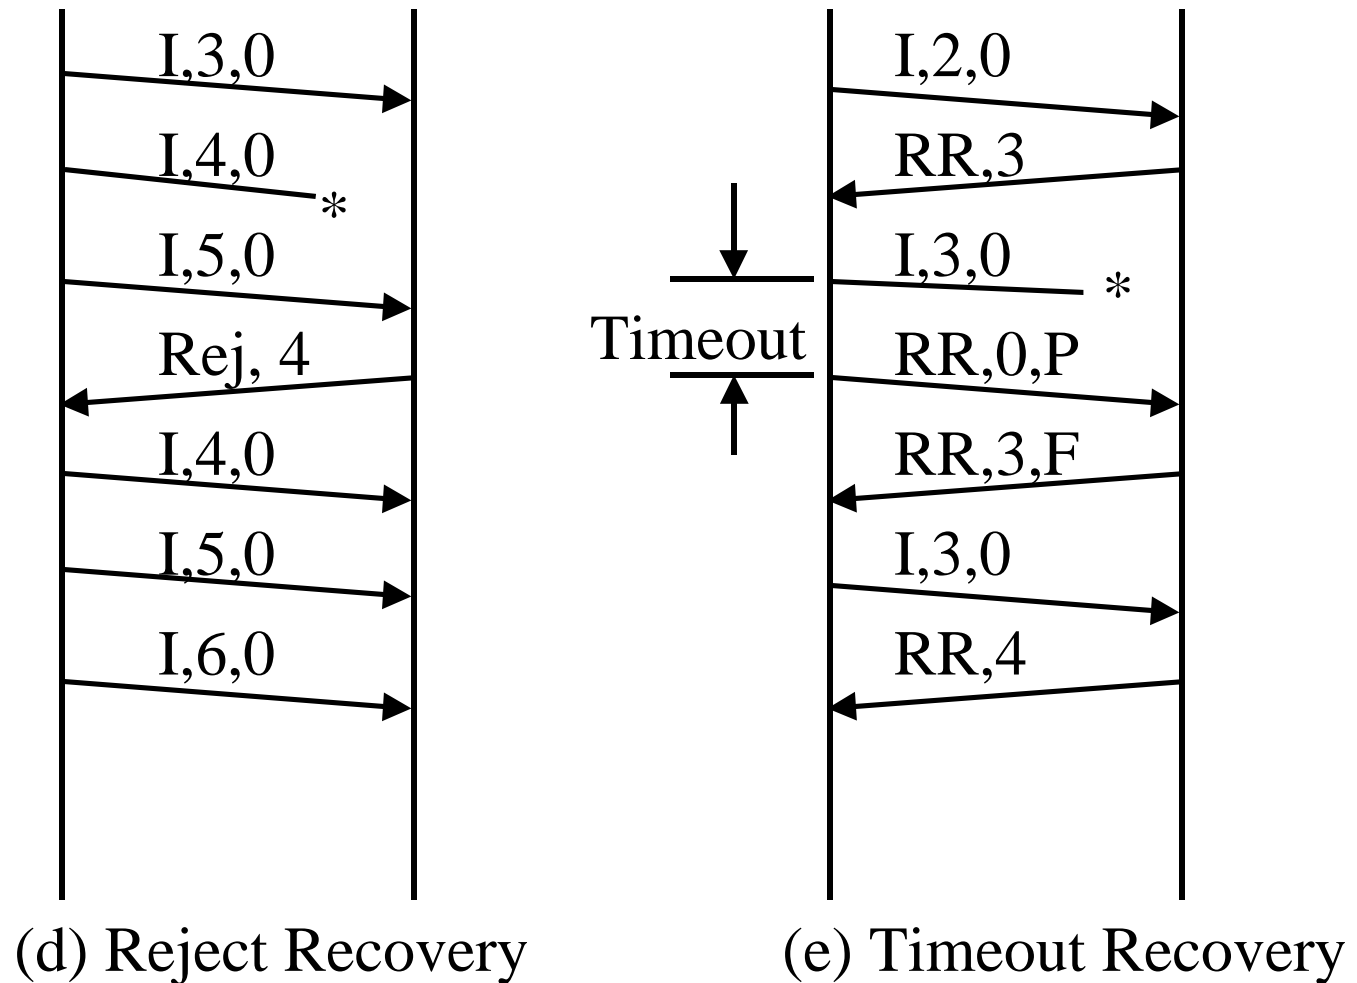 I,3,0
I,4,0
*
I,5,0
Rej, 4
I,4,0
I,5,0
I,6,0
(d) Reject Recovery
I,2,0
RR,3
I,3,0
*
Timeout
RR,0,P
RR,3,F
I,3,0
RR,4
(e) Timeout Recovery